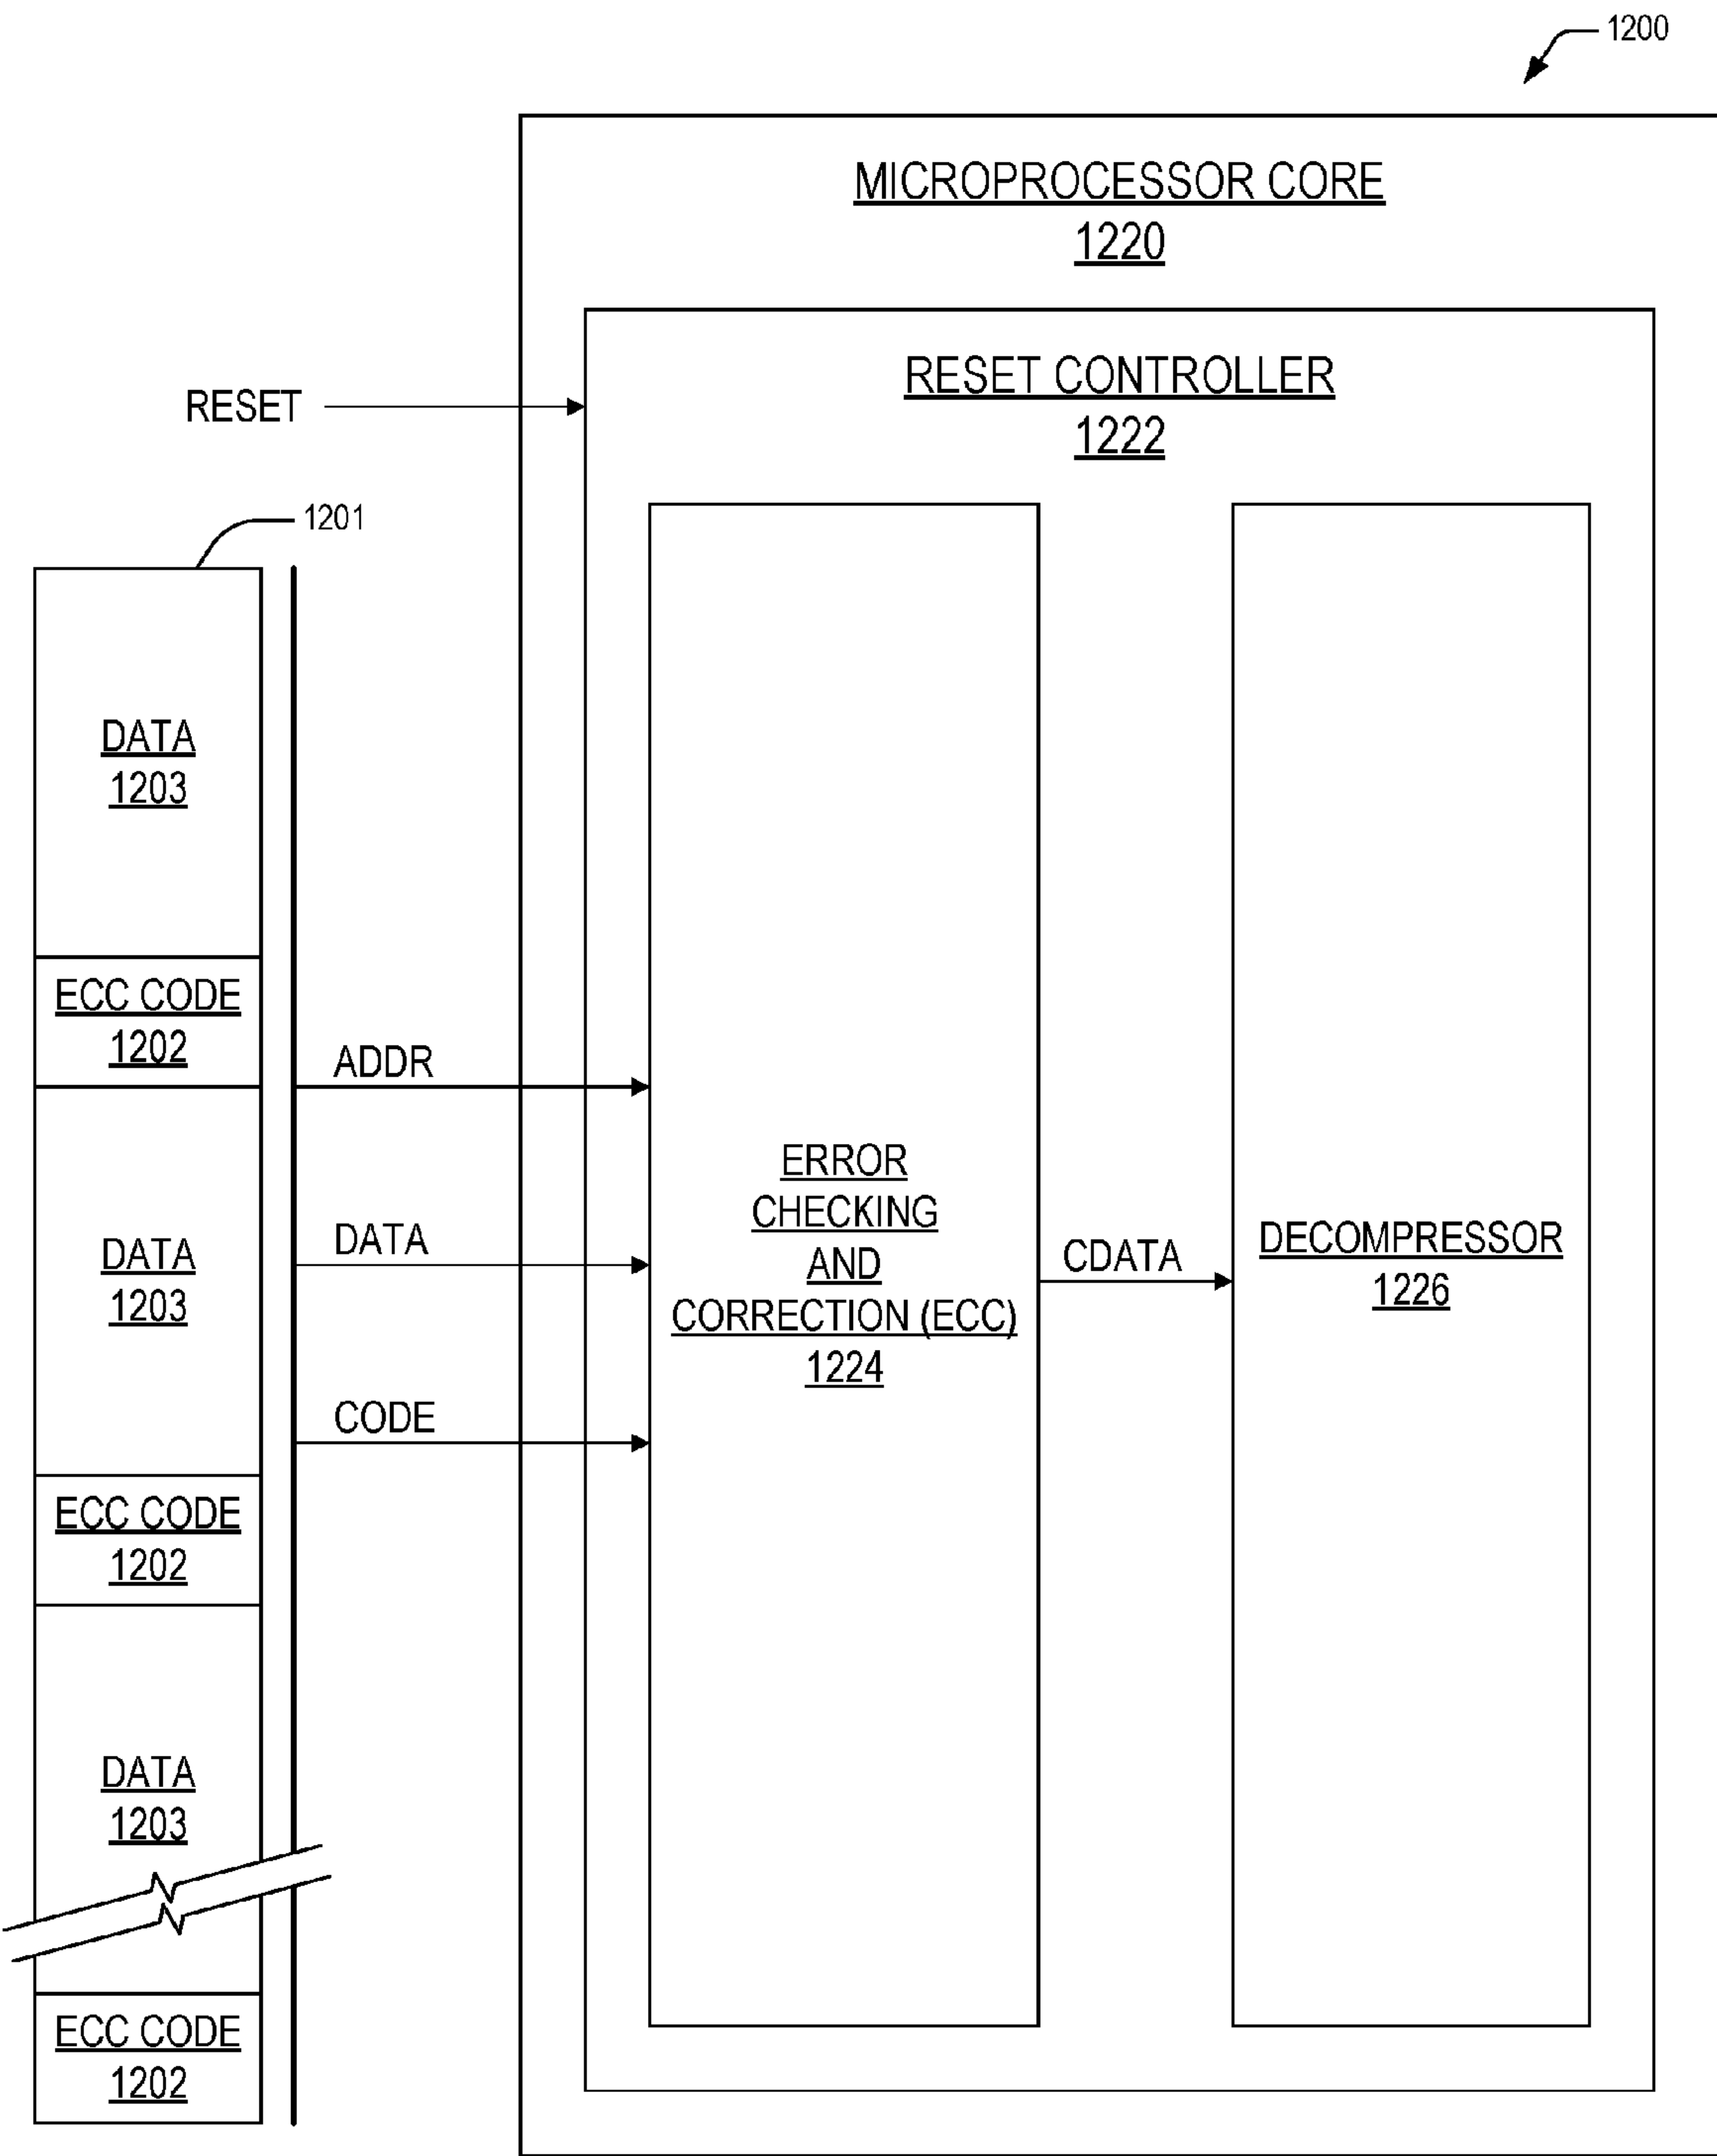 1200
MICROPROCESSOR CORE
1220
RESET CONTROLLER
1222
RESET
1201
DATA
1203
ECC CODE
1202
ADDR
DATA
1203
DATA
CODE
ERROR
CHECKING
AND
CORRECTION (ECC)
1224
CDATA
DECOMPRESSOR
1226
ECC CODE
1202
DATA
1203
ECC CODE
1202